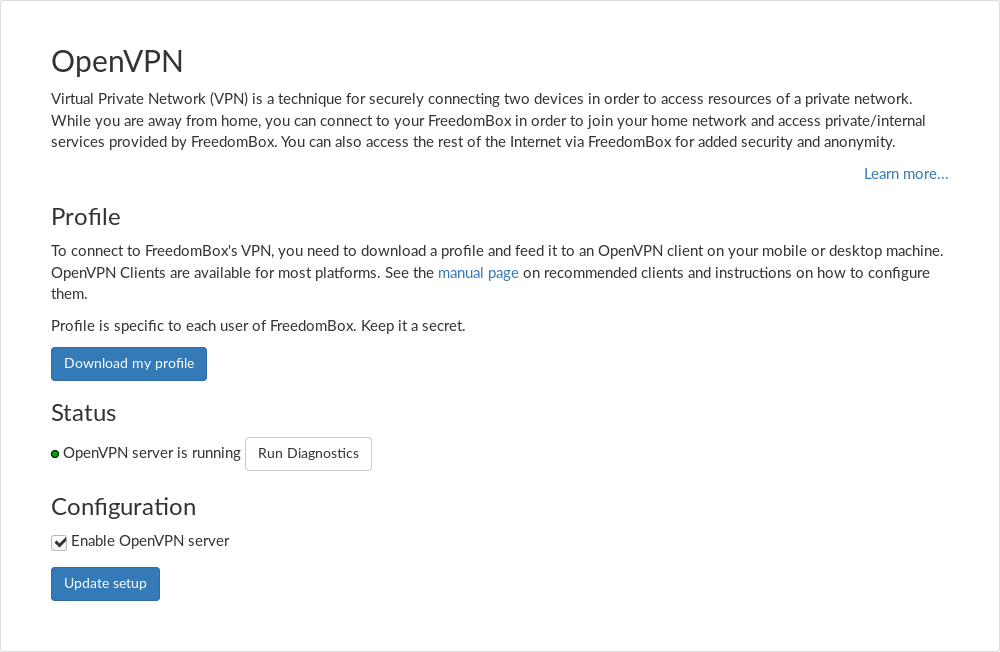 OpenVPN
Virtual Private Network (VPN) is a technique for securely connecting two devices in order to access resources of a private network.
While you are away from home, you can connect to your FreedomBox in order to join your home network and access private/internal
services provided by FreedomBox. You can also access the rest of the Internet via FreedomBox for added security and anonymity.
Learn more...
Profile
To connect to FreedomBox's VPN, you need to download a profile and feed it to an OpenVPN client on your mobile or desktop machine.
OpenVPN Clients are available for most platforms. See the manual page on recommended clients and instructions on how to configure
them.
Profile is specific to each user of FreedomBox. Keep it a secret.
Download my profile
Status
OpenVPN server is running Run Diagnostics
Configuration
Enable OpenVPN server
Update setup